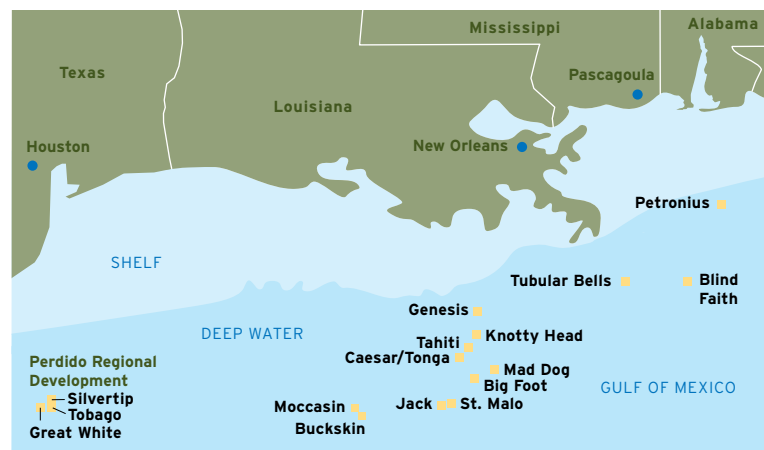 Mississippi
Alabama
Texas
Pascagoula
Louisiana
Houston
New Orleans
Petronius
SHELF
Tubular Bells
Blind
Faith
Genesis
DEEP WATER
Knotty Head
Tahiti
Caesar/Tonga
Perdido Regional
Development
Mad Dog
Big Foot
GULF OF MEXICO
Silvertip
Tobago
Great White
Moccasin
Buckskin
Jack
St. Malo